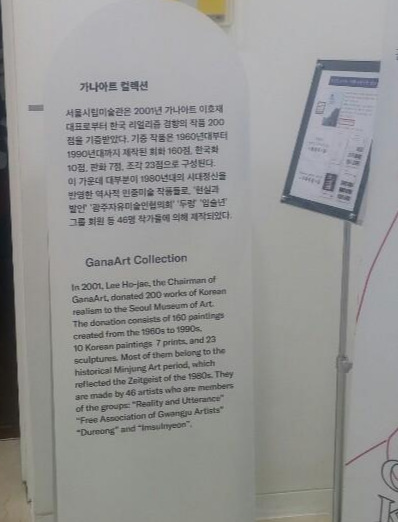 가나아트 컬렉션
서울시립미술관은 2001년 가나아트 이호재
대표로부터 한국 리얼리즘 경향의 작품 200
점을 기증받았다. 기증 작품은 1960년대부터
1990년대까지 제작된 회화 160점, 한국화
10점, 판화 7점, 조각 23점으로 구성된다.
이 가운데 대부분이 1980년대의 시대정신을
반영한 역사적 민중미술 작품들로, '현실과
발언' '광주자유미술인협의회' '두렁' '임술년'
그룹 회원 등 46명 작가들에 의해 제작되었다.
GanaArt Collection
In 2001, Lee Ho-jae, the Chairman of
GanaArt, donated 200 works of Korean
realism to the Seoul Museum of Art.
The donation consists of 160 paintings
created from the 1960s to 1990s,
10 Korean paintings 7 prints, and 23
sculptures. Most of them belong to the
historical Minjung Art period, which
reflected the Zeitgeist of the 1980s. They
are made by 46 artists who are members
of the groups: "Reality and Utterance"
"Free Association of Gwangju Artists"
"Dureong" and "Imsulnyeon".